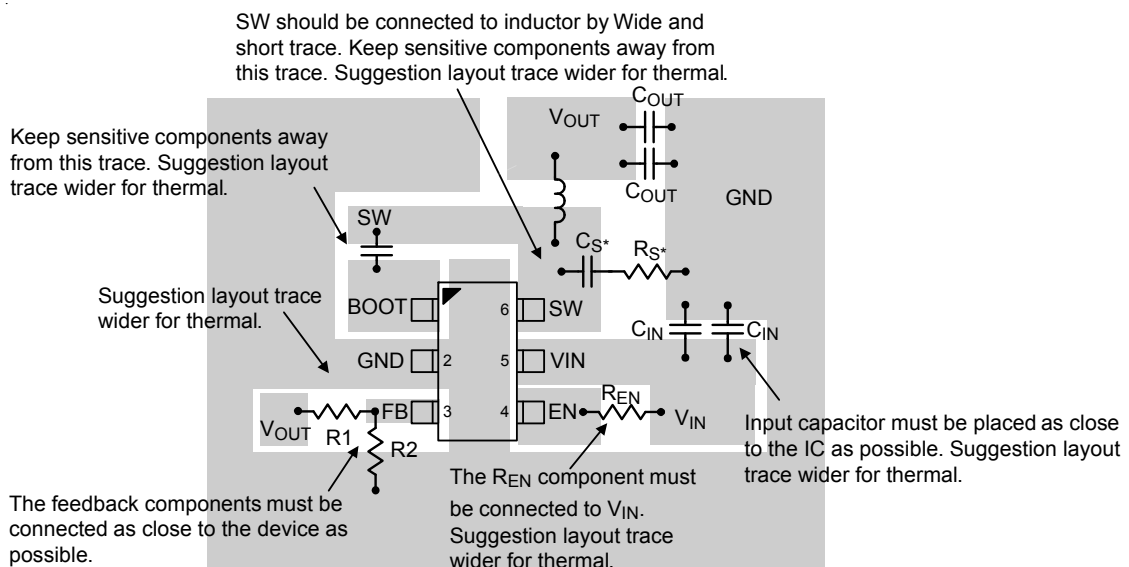 SW should be connected to inductor by Wide and
short trace. Keep sensitive components away from
this trace. Suggestion layout trace wider for thermal.
Keep sensitive components away
from this trace. Suggestion layout
trace wider for thermal.
COUT
VOUT
COUT
GND
SW
CS*
RS*
Suggestion layout trace
wider for thermal.
BOOT
6
SW
CIN
CIN
GND
2
5
VIN
REN
FB
3
4
EN
VOUT
R1
R2
VIN
Input capacitor must be placed as close
to the IC as possible. Suggestion layout
trace wider for thermal.
The REN component must
be connected to VIN.
Suggestion layout trace
wider for thermal.
The feedback components must be
connected as close to the device as
possible.